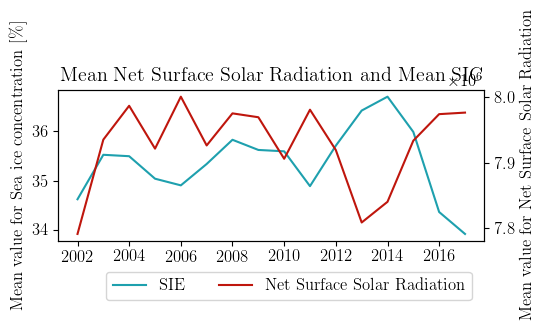 Mean Net Surface Solar Radiation and Mean SIC
×10⁶
Mean value for Sea ice concentration [%]
36
35
34
8.0
7.9
7.8
Mean value for Net Surface Solar Radiation
2002 2004 2006 2008 2010 2012 2014 2016
SIE Net Surface Solar Radiation